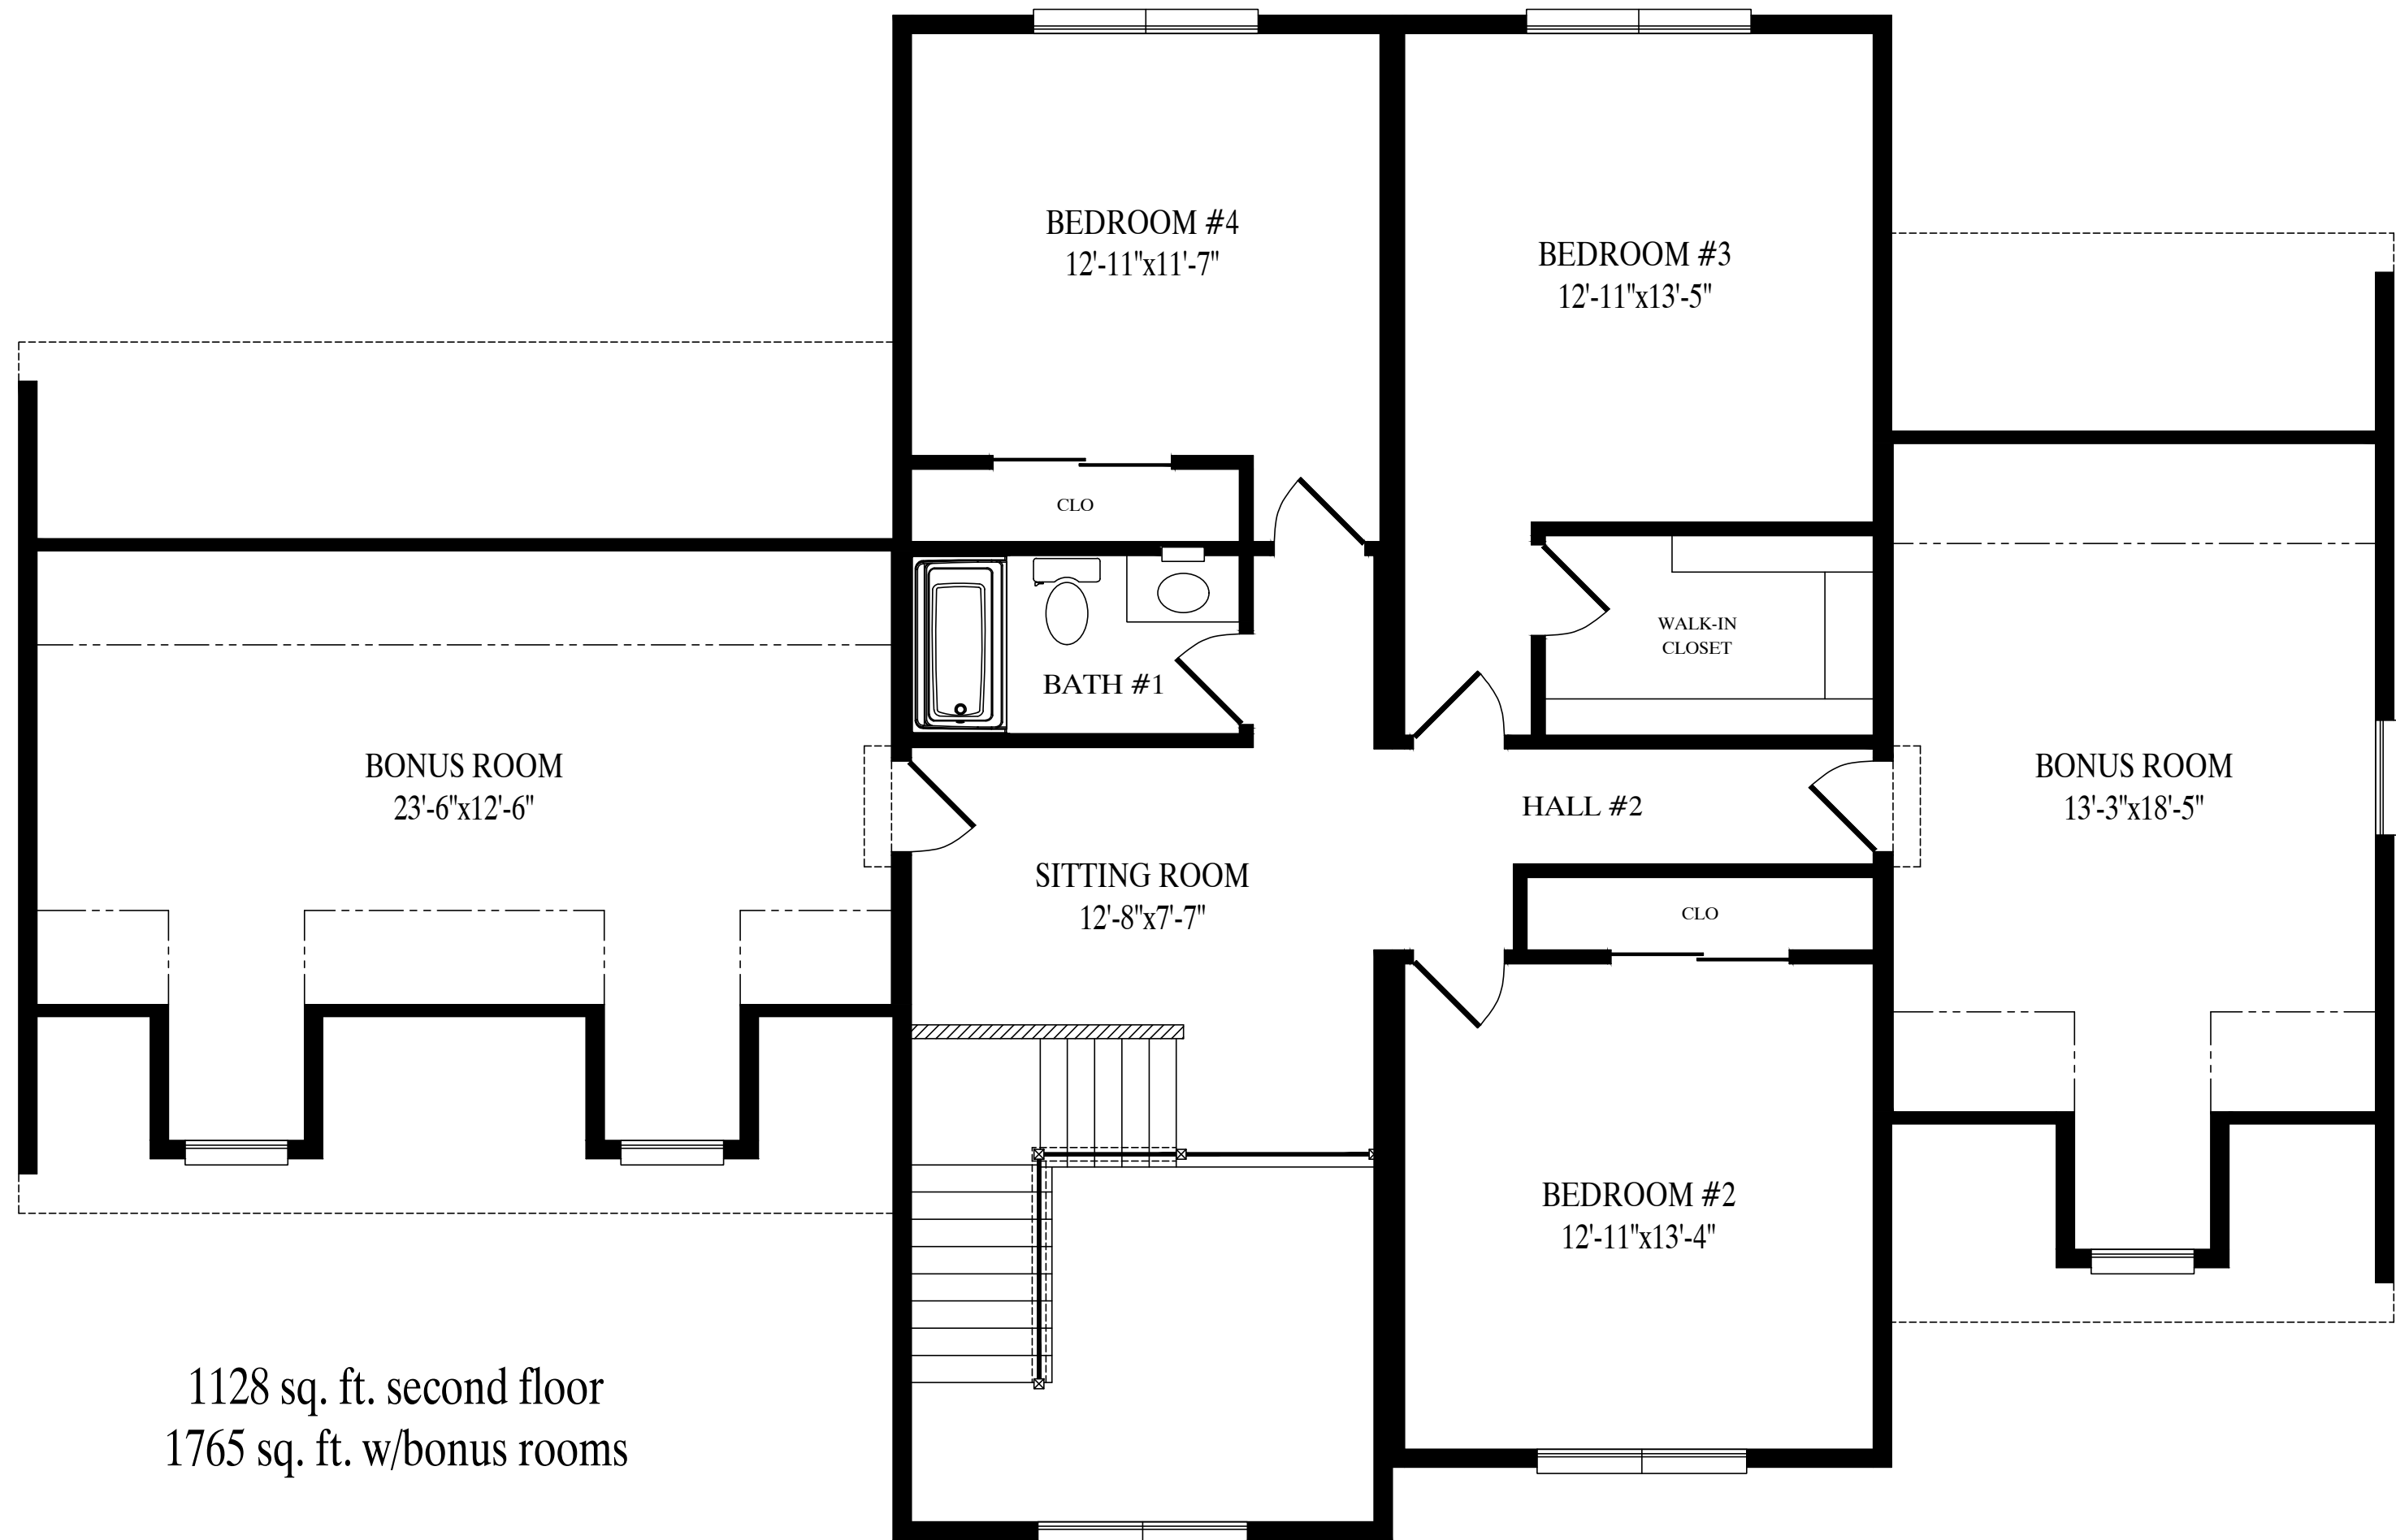 BEDROOM #4
12'-11"x11'-7"
BEDROOM #3
12'-11"x13'-5"
CLO
WALK-IN
CLOSET
BATH #1
BONUS ROOM
23'-6"x12'-6"
BONUS ROOM
13'-3"x18'-5"
HALL #2
SITTING ROOM
12'-8"x7'-7"
CLO
BEDROOM #2
12'-11"x13'-4"
1128 sq. ft. second floor
1765 sq. ft. w/bonus rooms